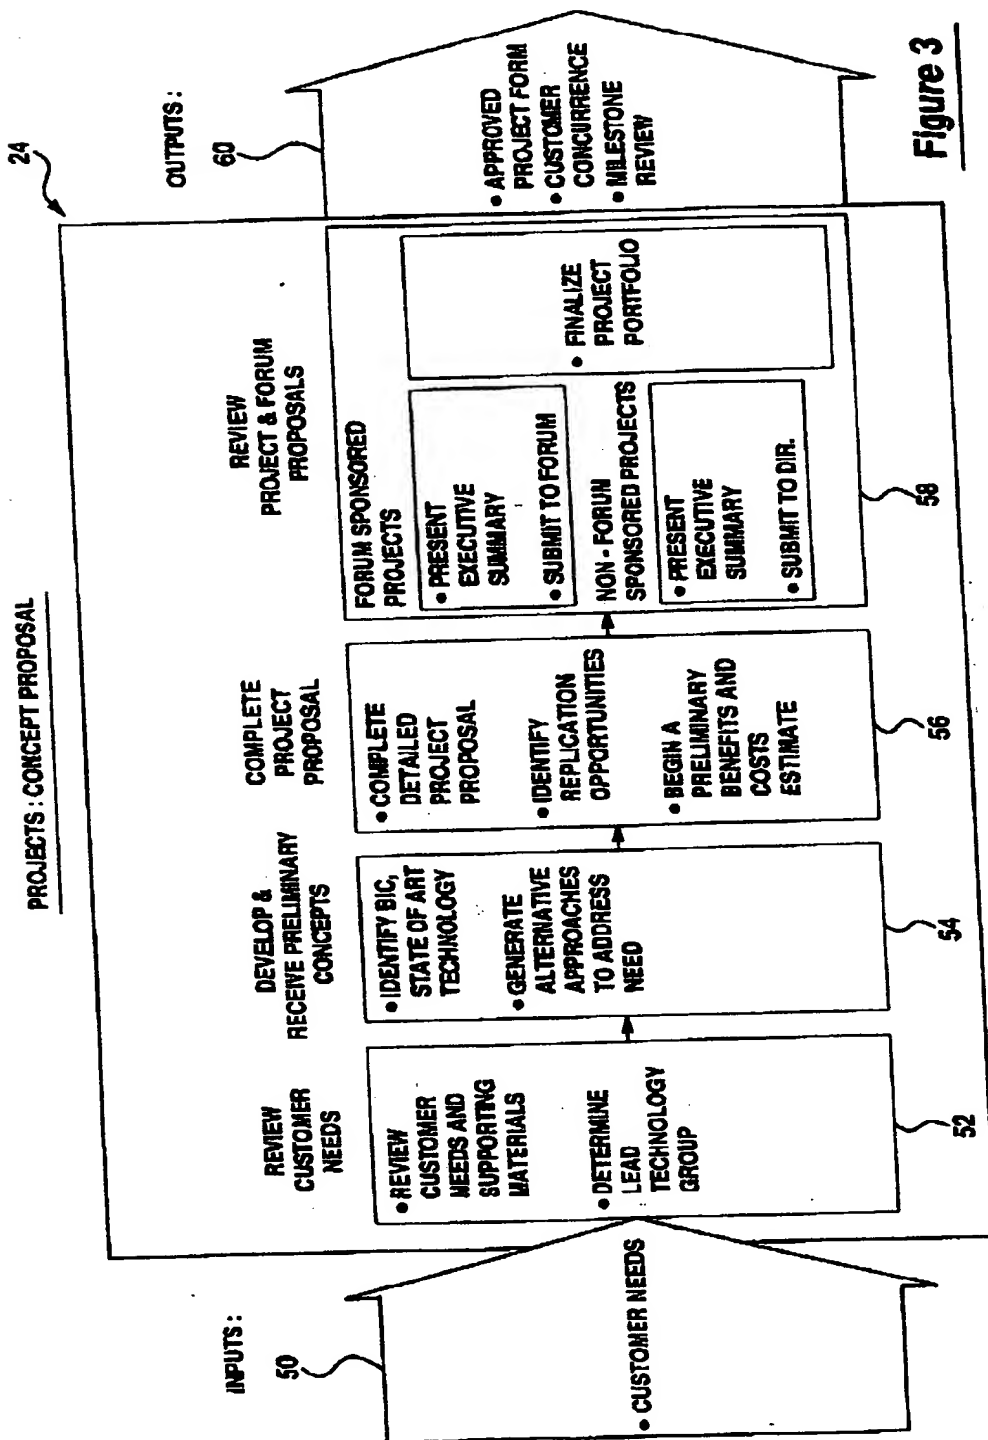 PROJECTS : CONCEPT PROPOSAL
24
INPUTS :
50
• CUSTOMER NEEDS
REVIEW
CUSTOMER
NEEDS
• REVIEW
CUSTOMER
NEEDS AND
SUPPORTING
MATERIALS
• DETERMINE
LEAD
TECHNOLOGY
GROUP
52
DEVELOP &
RECEIVE PRELIMINARY
CONCEPTS
• IDENTIFY BIC,
STATE OF ART
TECHNOLOGY
• GENERATE
ALTERNATIVE
APPROACHES
TO ADDRESS
NEED
54
COMPLETE
PROJECT
PROPOSAL
• COMPLETE
DETAILED
PROJECT
PROPOSAL
• IDENTIFY
REPLICATION
OPPORTUNITIES
• BEGIN A
PRELIMINARY
BENEFITS AND
COSTS
ESTIMATE
56
REVIEW
PROJECT & FORUM
PROPOSALS
FORUM SPONSORED
PROJECTS
• PRESENT
EXECUTIVE
SUMMARY
• SUBMIT TO FORUM
NON - FORUM
SPONSORED PROJECTS
• PRESENT
EXECUTIVE
SUMMARY
• SUBMIT TO DIR.
• FINALIZE
PROJECT
PORTFOLIO
58
OUTPUTS :
60
• APPROVED
PROJECT FORM
• CUSTOMER
CONCURRENCE
• MILESTONE
REVIEW
Figure 3